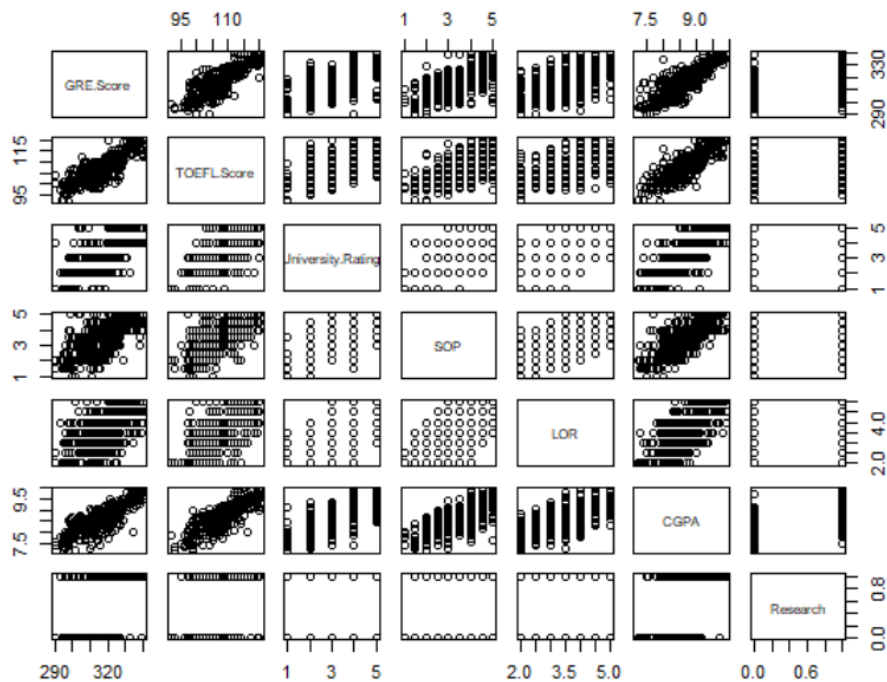 95 110 1 3 5 7.5 9.0
GRE.Score
290 330
TOEFL.Score
95 115
University.Rating
1 3 5
SOP
1 3 5
LOR
2.0 4.0
CGPA
7.5 9.5
Research
0.0 0.8
290 320 1 3 5 2.0 3.5 5.0 0.0 0.6